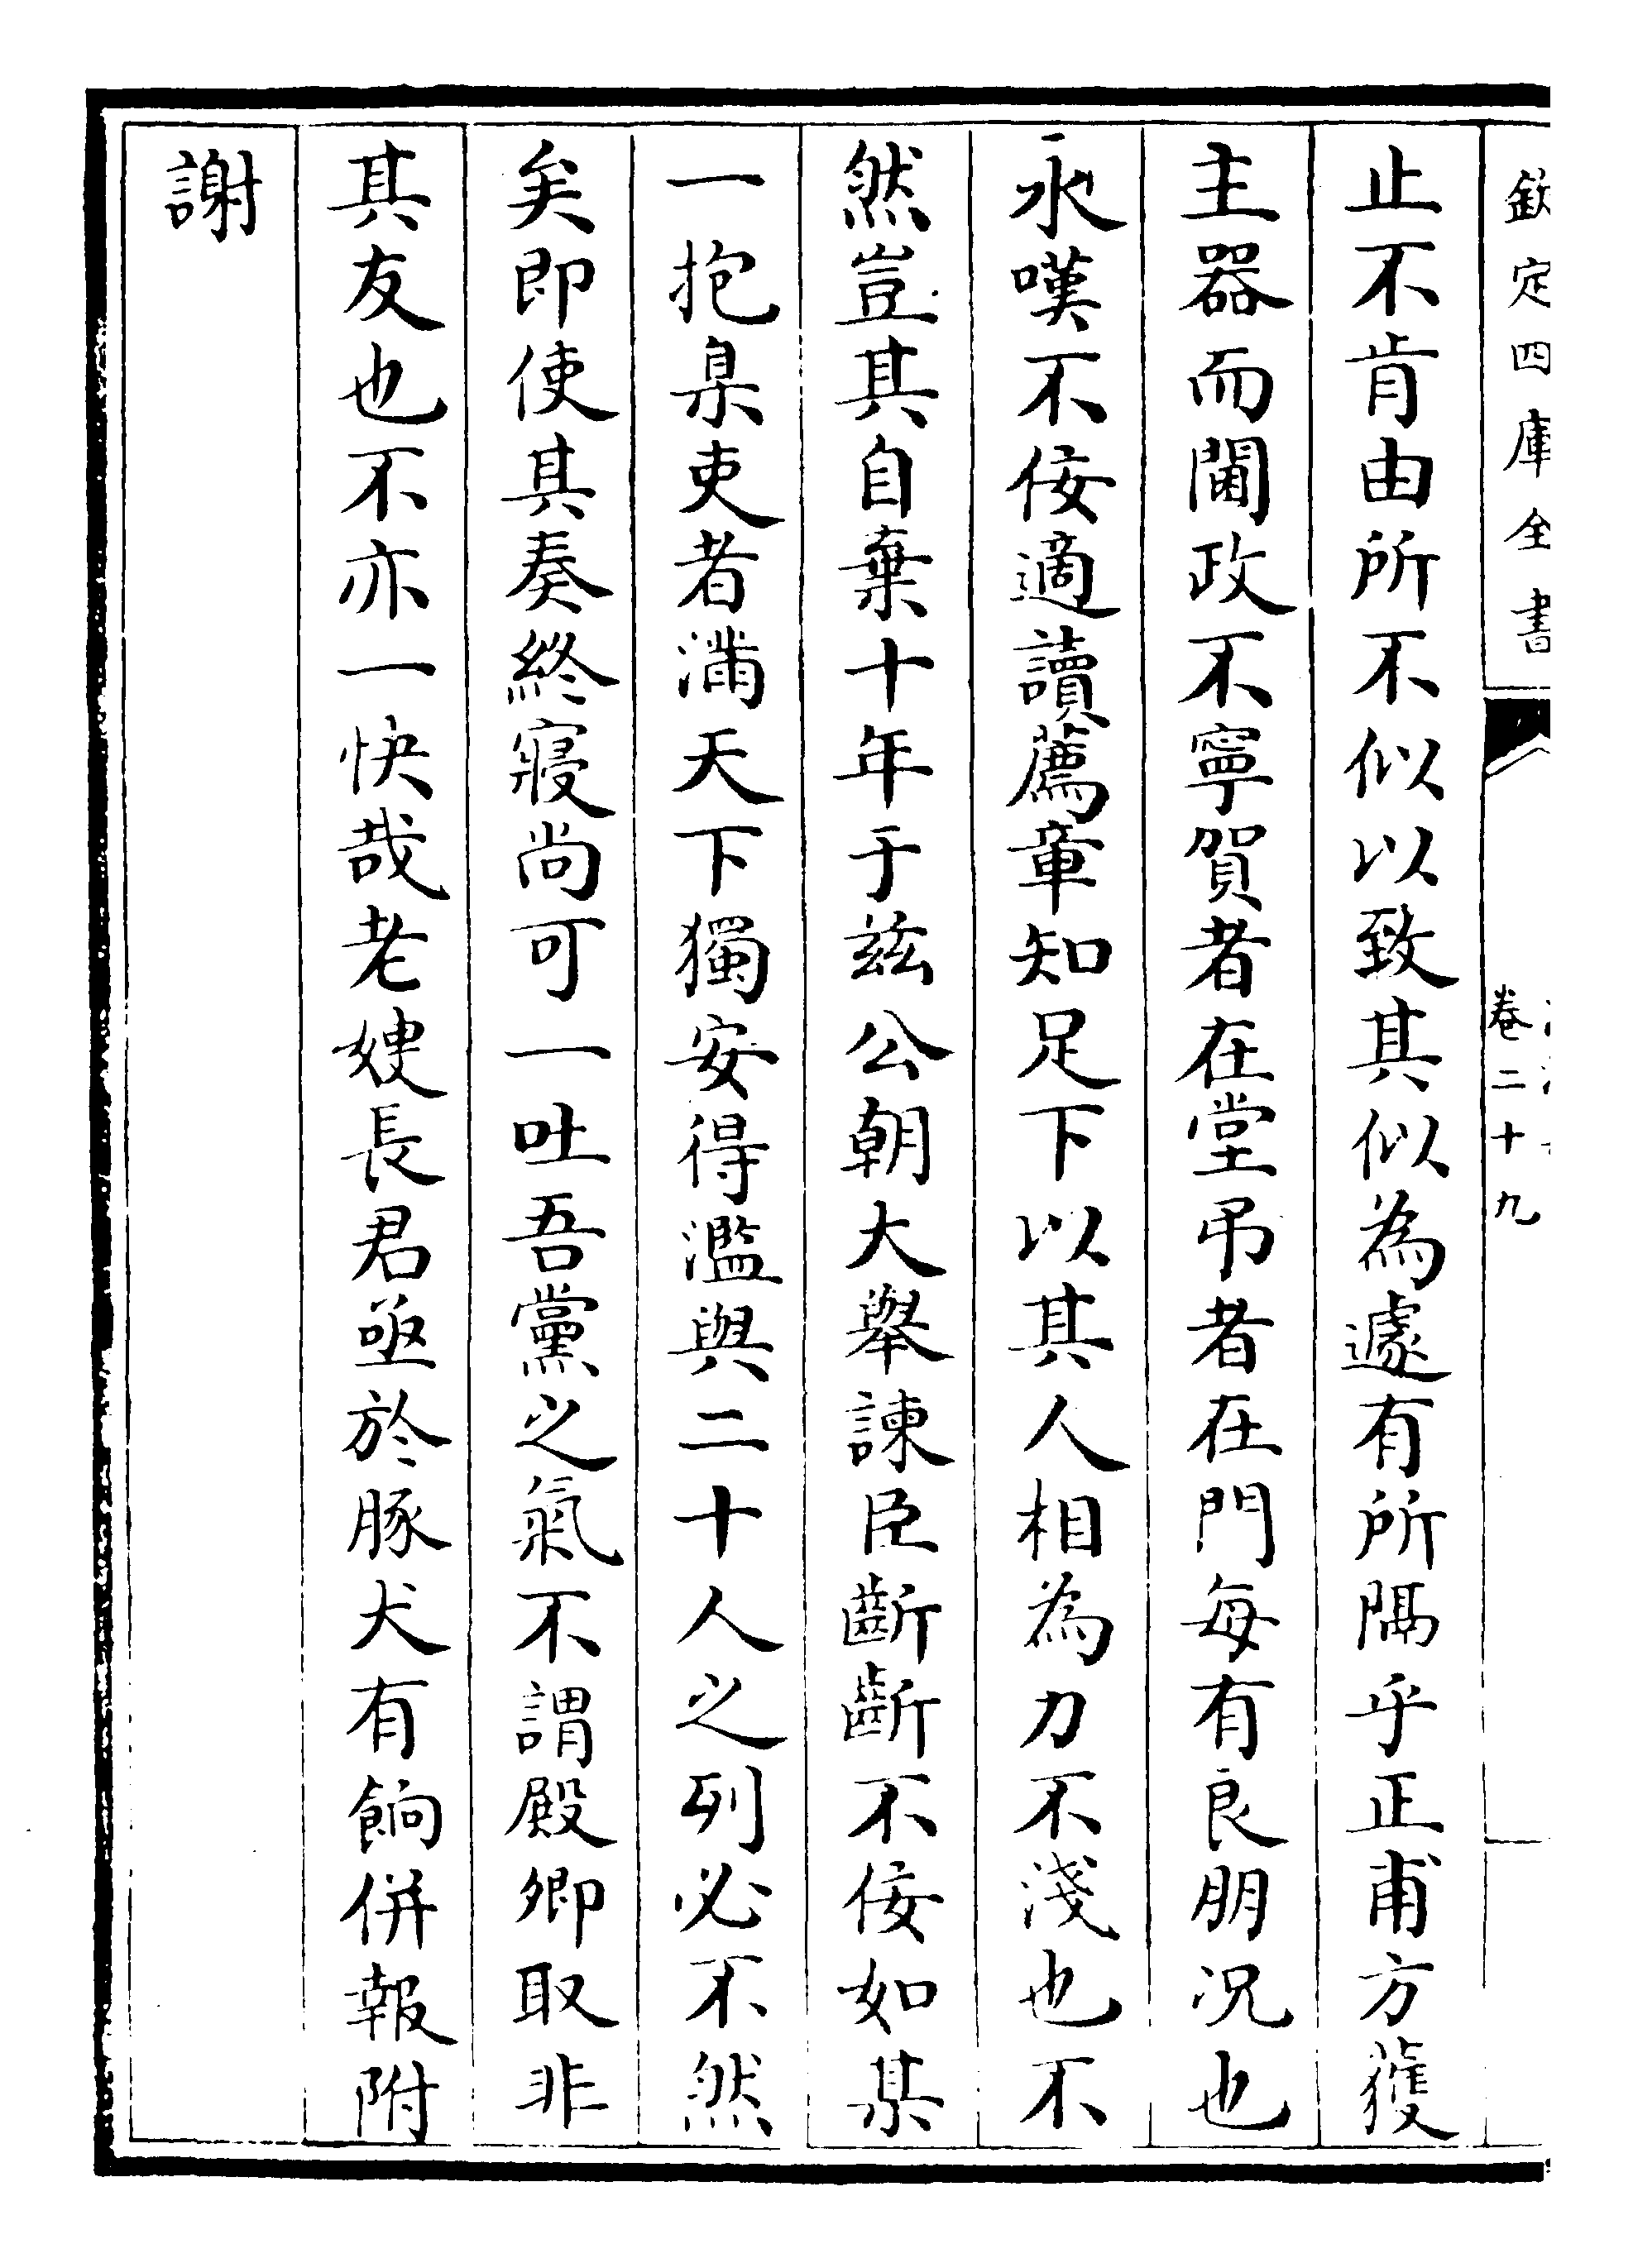 欽定四庫全書
卷二十九
止不肯由所不似以致其似為遽有所隔乎正甫方獲
主器而閫政不寧賀者在堂弔者在門每有良朋况也
永嘆不佞適讀薦章知足下以其人相為力不淺也不
然豈其自棄十年于兹公朝大舉諫臣齗齗不佞如某
一抱臬吏者滿天下獨安得濫與二十人之列必不然
矣即使其奏終寢尚可一吐吾黨之氣不謂殿卿取非
其友也不亦一快哉老嫂長君亟於豚犬有餉併報附
謝